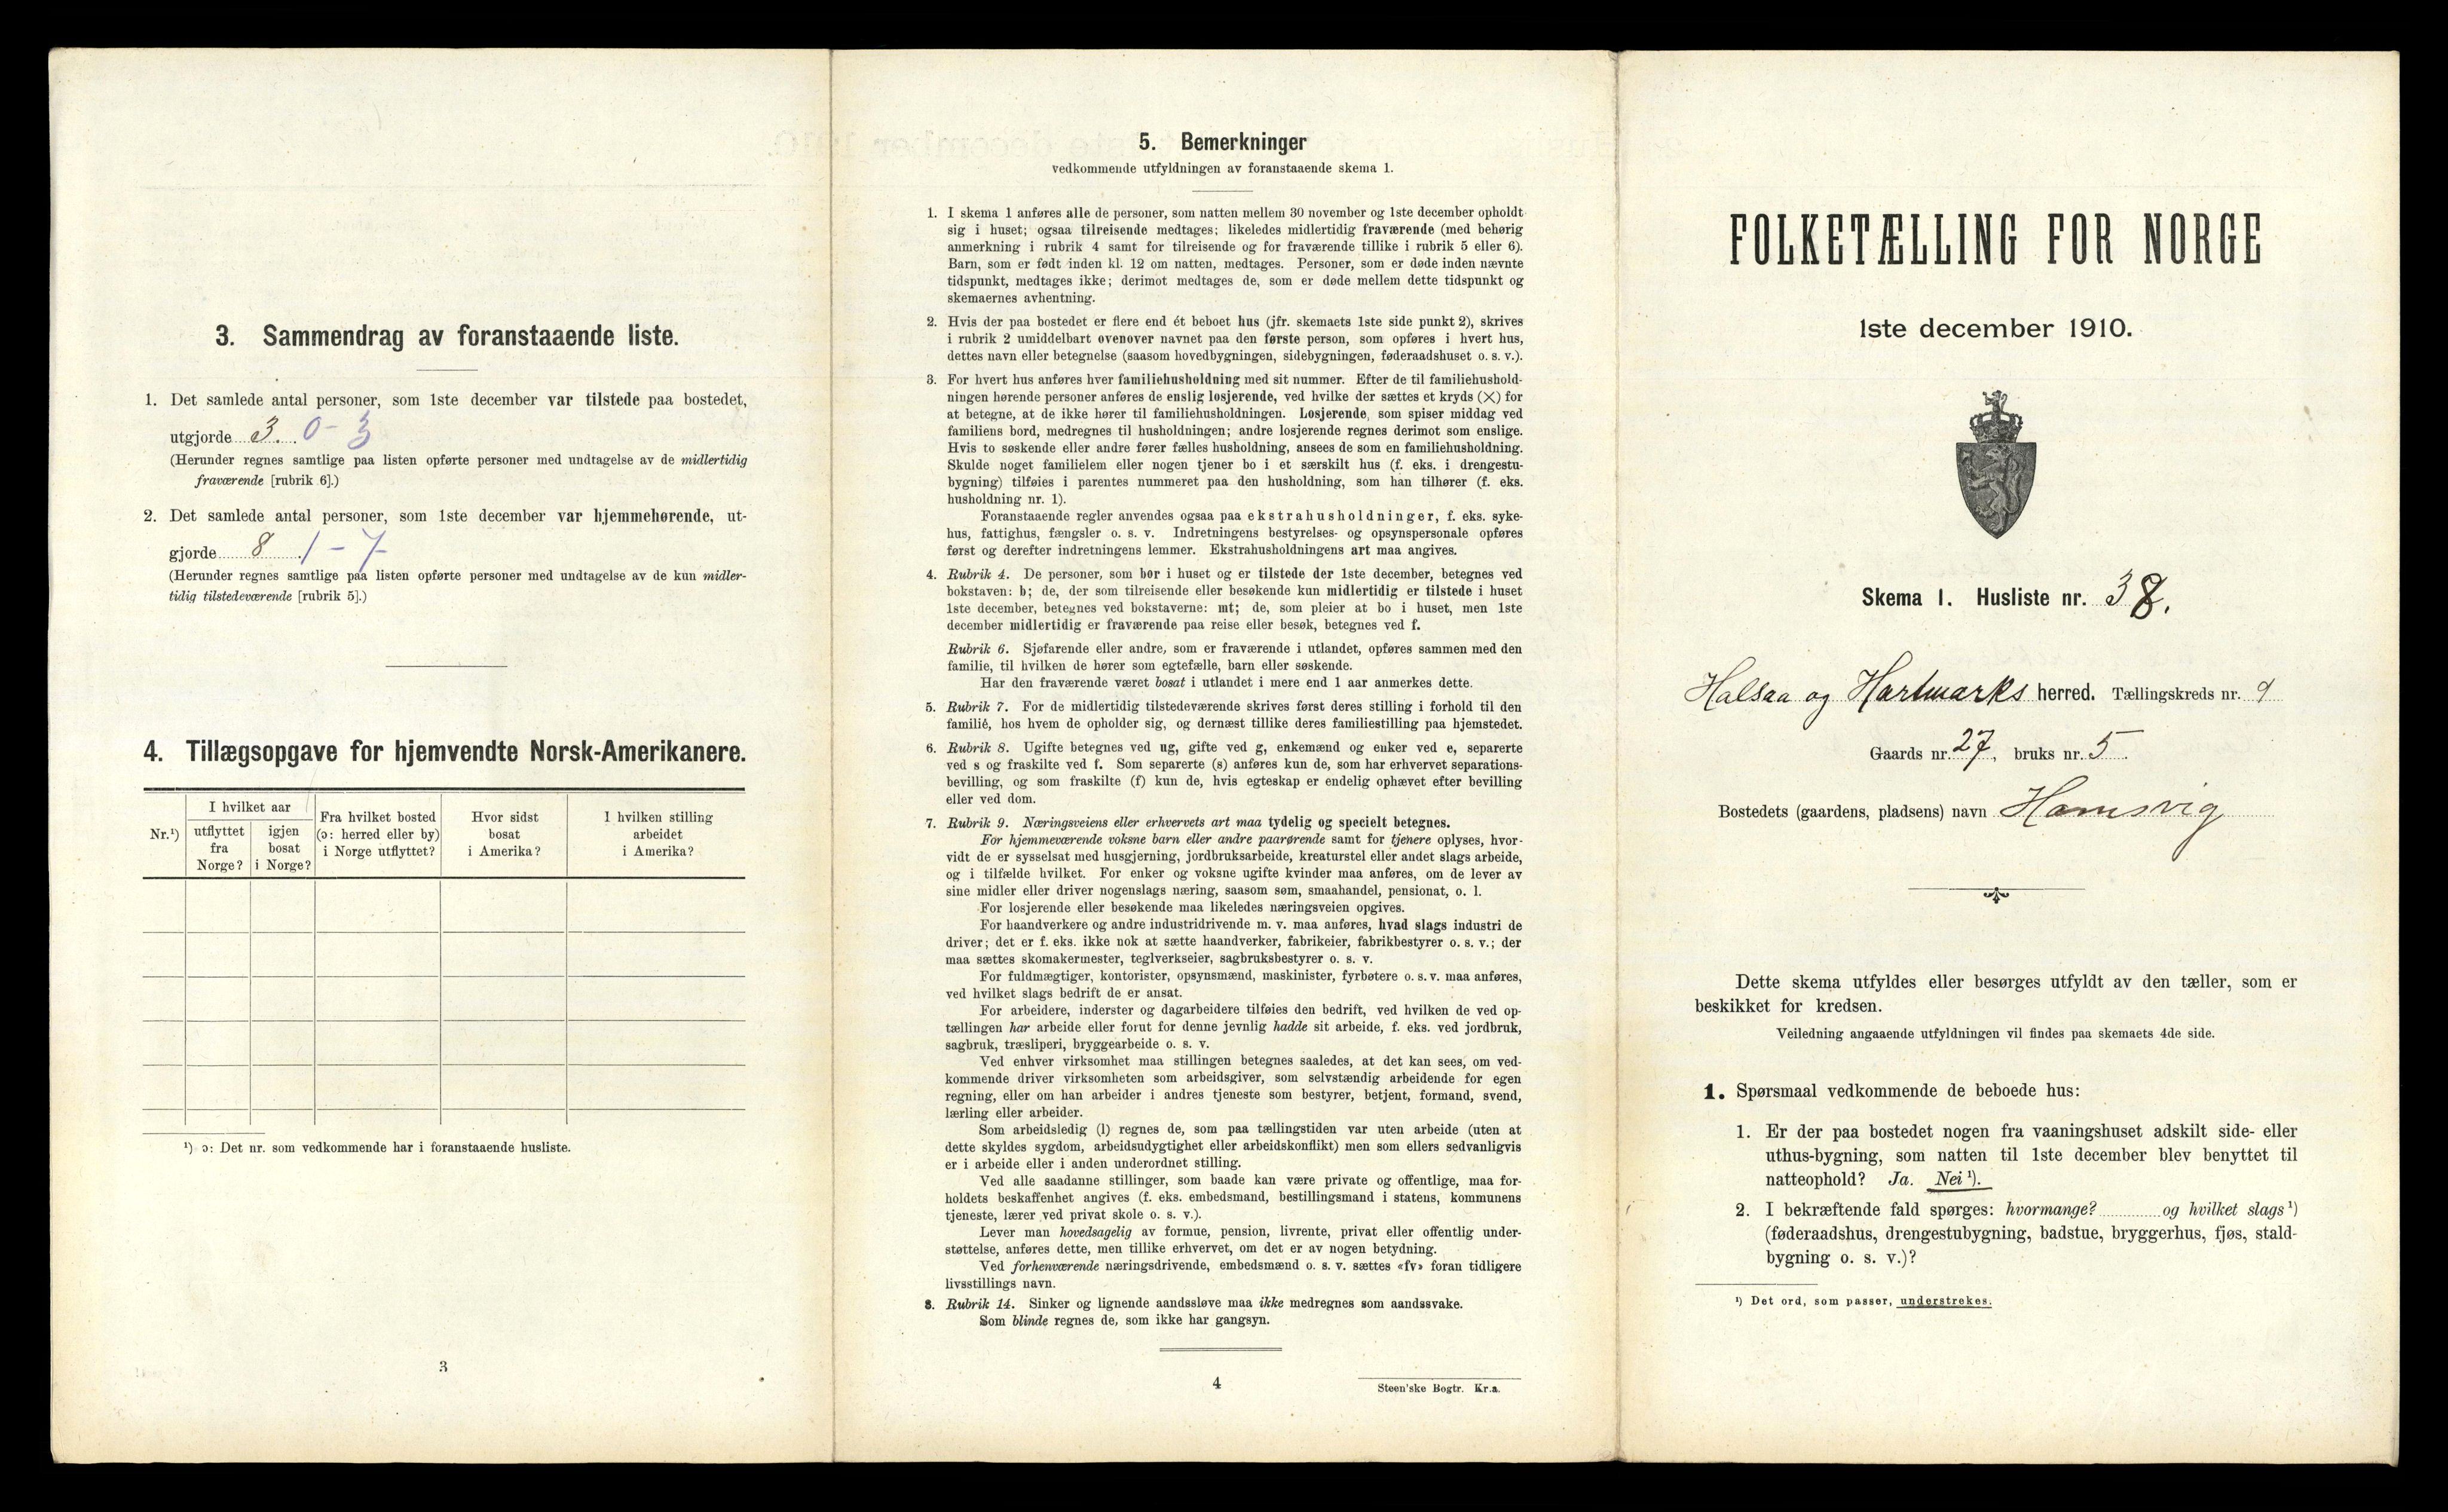 3. Sammendrag av foranstaaende liste.
1. Det samlede antal personer, som 1ste december var tilstede paa bostedet,
utgjorde 3. 0-3
(Herunder regnes samtlige paa listen opførte personer med undtagelse av de midlertidig
fraværende [rubrik 6].)
2. Det samlede antal personer, som 1ste december var hjemmehørende, ut-
gjorde 8 1-7
(Herunder regnes samtlige paa listen opførte personer med undtagelse av de kun midler-
tidig tilstedeværende [rubrik 5].)
4. Tillægsopgave for hjemvendte Norsk-Amerikanere.
Nr.¹)
I hvilket aar
utflyttet
fra
Norge?
igjen
bosat
i Norge?
Fra hvilket bosted
(ɔ: herred eller by)
i Norge utflyttet?
Hvor sidst
bosat
i Amerika?
I hvilken stilling
arbeidet
i Amerika?
¹) ɔ: Det nr. som vedkommende har i foranstaaende husliste.
3
5. Bemerkninger
vedkommende utfyldningen av foranstaaende skema 1.
1. I skema 1 anføres alle de personer, som natten mellem 30 november og 1ste december opholdt
sig i huset; ogsaa tilreisende medtages; likeledes midlertidig fraværende (med behørig
anmerkning i rubrik 4 samt for tilreisende og for fraværende tillike i rubrik 5 eller 6).
Barn, som er født inden kl. 12 om natten, medtages. Personer, som er døde inden nævnte
tidspunkt, medtages ikke; derimot medtages de, som er døde mellem dette tidspunkt og
skemaernes avhentning.
2. Hvis der paa bostedet er flere end ét beboet hus (jfr. skemaets 1ste side punkt 2), skrives
i rubrik 2 umiddelbart ovenover navnet paa den første person, som opføres i hvert hus,
dettes navn eller betegnelse (saasom hovedbygningen, sidebygningen, føderaadshuset o. s. v.).
3. For hvert hus anføres hver familiehusholdning med sit nummer. Efter de til familiehushold-
ningen hørende personer anføres de enslig losjerende, ved hvilke der sættes et kryds (×) for
at betegne, at de ikke hører til familiehusholdningen. Losjerende, som spiser middag ved
familiens bord, medregnes til husholdningen; andre losjerende regnes derimot som enslige.
Hvis to søskende eller andre fører fælles husholdning, ansees de som en familiehusholdning.
Skulde noget familielem eller nogen tjener bo i et særskilt hus (f. eks. i drengestu-
bygning) tilføies i parentes nummeret paa den husholdning, som han tilhører (f. eks.
husholdning nr. 1).
Foranstaaende regler anvendes ogsaa paa ekstrahusholdninger, f. eks. syke-
hus, fattighus, fængsler o. s. v. Indretningens bestyrelses- og opsynspersonale opføres
først og derefter indretningens lemmer. Ekstrahusholdningens art maa angives.
4. Rubrik 4. De personer, som bor i huset og er tilstede der 1ste december, betegnes ved
bokstaven: b; de, der som tilreisende eller besøkende kun midlertidig er tilstede i huset
1ste december, betegnes ved bokstaverne: mt; de, som pleier at bo i huset, men 1ste
december midlertidig er fraværende paa reise eller besøk, betegnes ved f.
Rubrik 6. Sjøfarende eller andre, som er fraværende i utlandet, opføres sammen med den
familie, til hvilken de hører som egtefælle, barn eller søskende.
Har den fraværende været bosat i utlandet i mere end 1 aar anmerkes dette.
5. Rubrik 7. For de midlertidig tilstedeværende skrives først deres stilling i forhold til den
familie, hos hvem de opholder sig, og dernæst tillike deres familiestilling paa hjemstedet.
6. Rubrik 8. Ugifte betegnes ved ug, gifte ved g, enkemænd og enker ved e, separerte
ved s og fraskilte ved f. Som separerte (s) anføres kun de, som har erhvervet separations-
bevilling, og som fraskilte (f) kun de, hvis egteskap er endelig ophævet efter bevilling
eller ved dom.
7. Rubrik 9. Næringsveiens eller erhvervets art maa tydelig og specielt betegnes.
For hjemmeværende voksne barn eller andre paarørende samt for tjenere oplyses, hvor-
vidt de er sysselsat med husgjerning, jordbruksarbeide, kreaturstel eller andet slags arbeide,
og i tilfælde hvilket. For enker og voksne ugifte kvinder maa anføres, om de lever av
sine midler eller driver nogenslags næring, saasom søm, smaahandel, pensionat, o. l.
For losjerende eller besøkende maa likeledes næringsveien opgives.
For haandverkere og andre industridrivende m. v. maa anføres, hvad slags industri de
driver; det er f. eks. ikke nok at sætte haandverker, fabrikeier, fabrikbestyrer o. s. v.; der
maa sættes skomakermester, teglverkseier, sagbruksbestyrer o. s. v.
For fuldmægtiger, kontorister, opsynsmænd, maskinister, fyrbøtere o. s. v. maa anføres,
ved hvilket slags bedrift de er ansat.
For arbeidere, inderster og dagarbeidere tilføies den bedrift, ved hvilken de ved op-
tællingen har arbeide eller forut for denne jevnlig hadde sit arbeide, f. eks. ved jordbruk,
sagbruk, træsliperi, bryggearbeide o. s. v.
Ved enhver virksomhet maa stillingen betegnes saaledes, at det kan sees, om ved-
kommende driver virksomheten som arbeidsgiver, som selvstændig arbeidende for egen
regning, eller om han arbeider i andres tjeneste som bestyrer, betjent, formand, svend,
lærling eller arbeider.
Som arbeidsledig (l) regnes de, som paa tællingstiden var uten arbeide (uten at
dette skyldes sygdom, arbeidsudygtighet eller arbeidskonflikt) men som ellers sedvanligvis
er i arbeide eller i anden underordnet stilling.
Ved alle saadanne stillinger, som baade kan være private og offentlige, maa for-
holdets beskaffenhet angives (f. eks. embedsmand, bestillingsmand i statens, kommunens
tjeneste, lærer ved privat skole o. s. v.).
Lever man hovedsagelig av formue, pension, livrente, privat eller offentlig under-
støttelse, anføres dette, men tillike erhvervet, om det er av nogen betydning.
Ved forhenværende næringsdrivende, embedsmænd o. s. v. sættes «fv» foran tidligere
livsstillings navn.
8. Rubrik 14. Sinker og lignende aandssløve maa ikke medregnes som aandssvake.
Som blinde regnes de, som ikke har gangsyn.
4
Steen'ske Bogtr. Kr.a.
FOLKETÆLLING FOR NORGE
1ste december 1910.
Skema 1. Husliste nr. 38.
Halsaa og Hartmarks herred. Tællingskreds nr. 9
Gaards nr. 27, bruks nr. 5.
Bostedets (gaardens, pladsens) navn Homsvig
Dette skema utfyldes eller besørges utfyldt av den tæller, som er
beskikket for kredsen.
Veiledning angaaende utfyldningen vil findes paa skemaets 4de side.
1. Spørsmaal vedkommende de beboede hus:
1. Er der paa bostedet nogen fra vaaningshuset adskilt side- eller
uthus-bygning, som natten til 1ste december blev benyttet til
natteophold? Ja. Nei ¹).
2. I bekræftende fald spørges: hvormange? og hvilket slags ¹)
(føderaadshus, drengestubygning, badstue, bryggerhus, fjøs, stald-
bygning o. s. v.)?
¹) Det ord, som passer, understrekes.